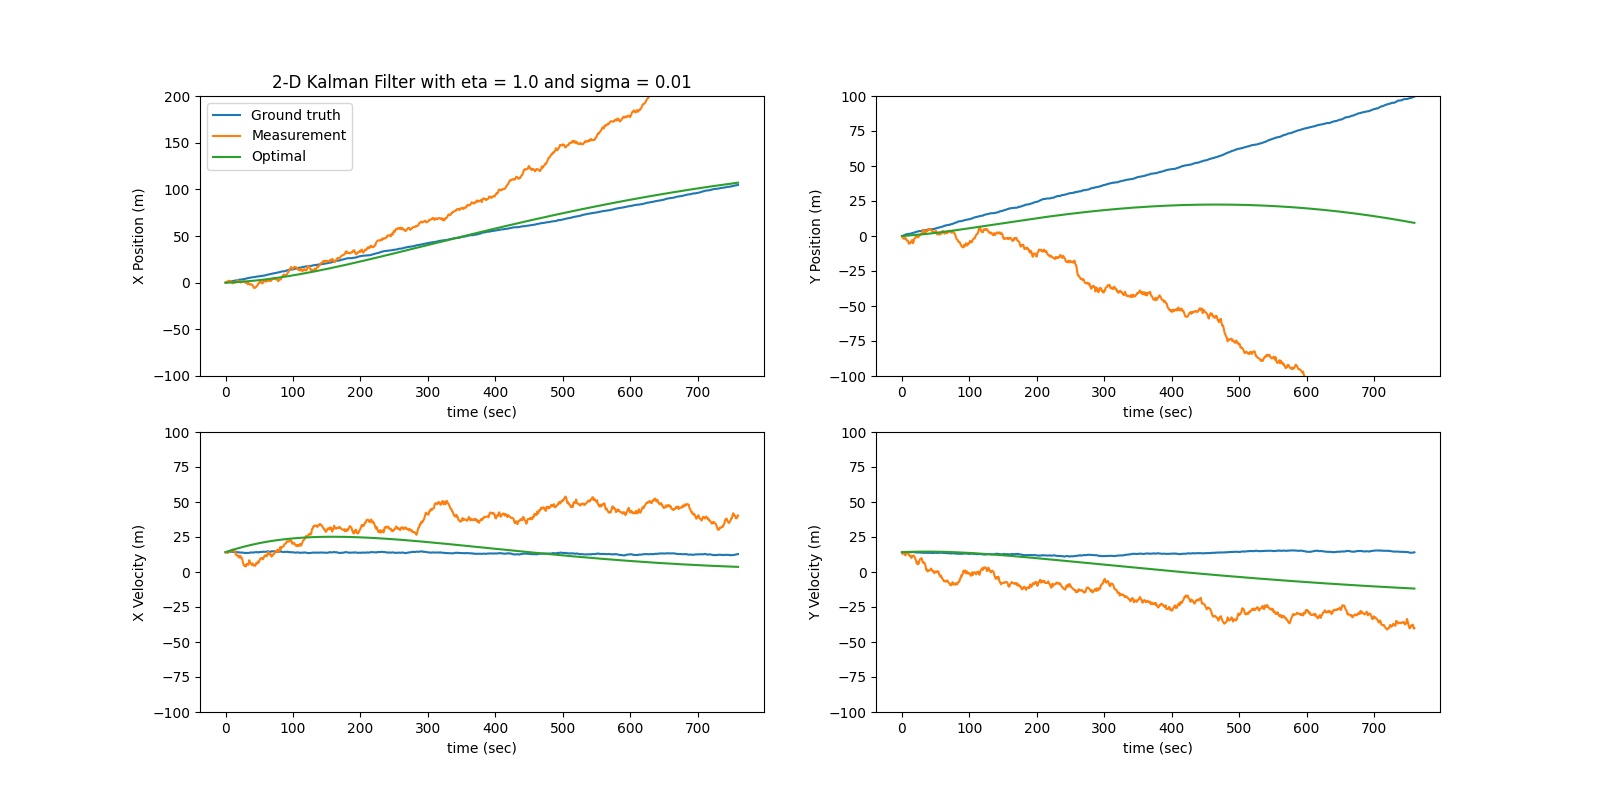 2-D Kalman Filter with eta = 1.0 and sigma = 0.01
200
150
100
50
0
−50
−100
X Position (m)
Ground truth
Measurement
Optimal
0 100 200 300 400 500 600 700
time (sec)
100
75
50
25
0
−25
−50
−75
−100
Y Position (m)
0 100 200 300 400 500 600 700
time (sec)
100
75
50
25
0
−25
−50
−75
−100
X Velocity (m)
0 100 200 300 400 500 600 700
time (sec)
100
75
50
25
0
−25
−50
−75
−100
Y Velocity (m)
0 100 200 300 400 500 600 700
time (sec)